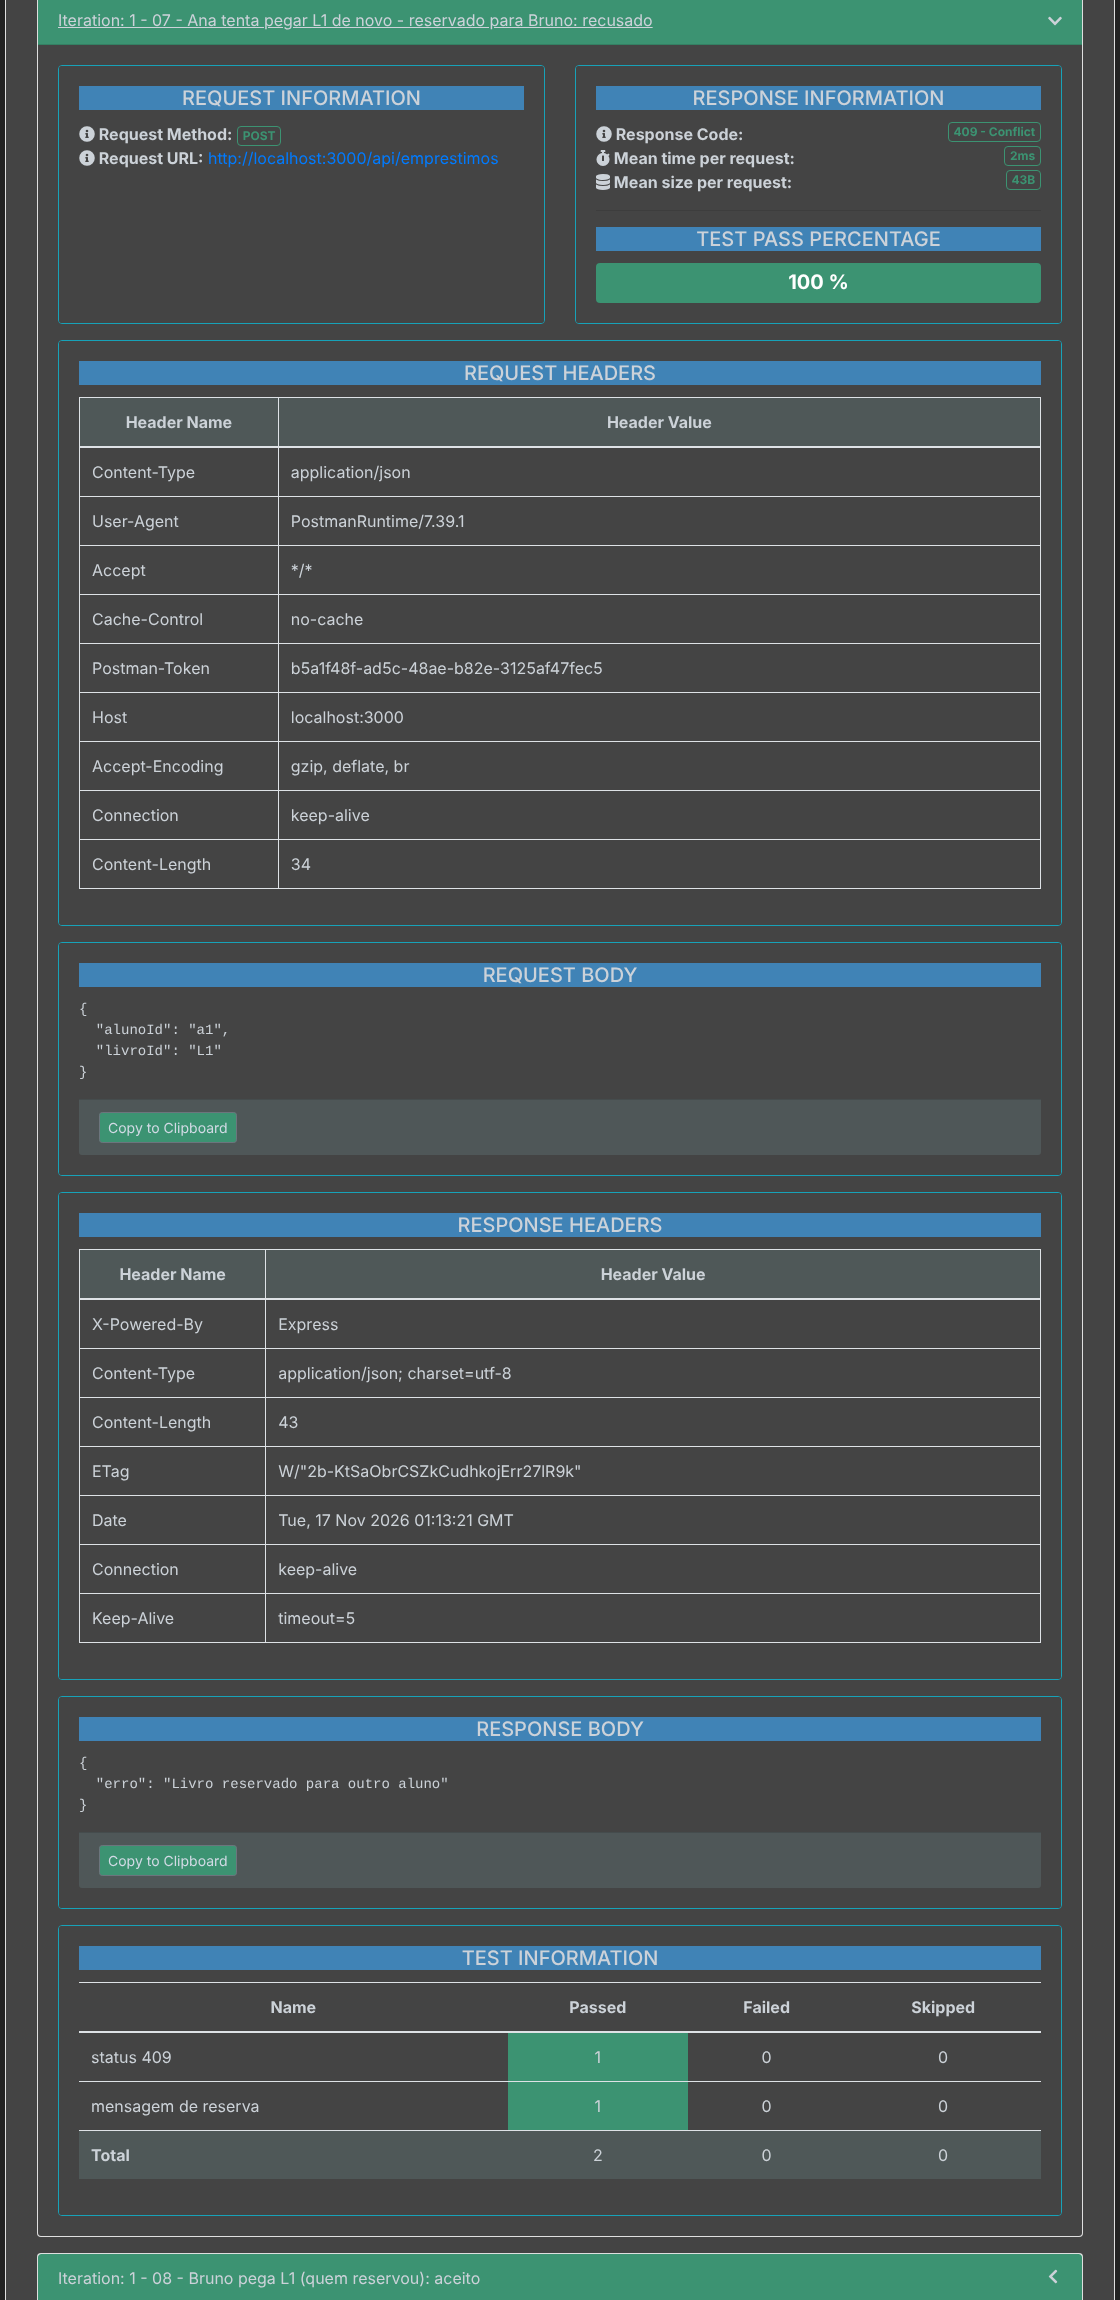 Iteration: 1 - 07 - Ana tenta pegar L1 de novo - reservado para Bruno: recusado
REQUEST INFORMATION
Request Method: POST
Request URL: http://localhost:3000/api/emprestimos
RESPONSE INFORMATION
Response Code: 409 - Conflict
Mean time per request: 2ms
Mean size per request: 43B
TEST PASS PERCENTAGE
100 %
REQUEST HEADERS
Header Name Header Value
Content-Type application/json
User-Agent PostmanRuntime/7.39.1
Accept */*
Cache-Control no-cache
Postman-Token b5a1f48f-ad5c-48ae-b82e-3125af47fec5
Host localhost:3000
Accept-Encoding gzip, deflate, br
Connection keep-alive
Content-Length 34
REQUEST BODY
{
"alunoId": "a1",
"livroId": "L1"
}
Copy to Clipboard
RESPONSE HEADERS
Header Name Header Value
X-Powered-By Express
Content-Type application/json; charset=utf-8
Content-Length 43
ETag W/"2b-KtSaObrCSZkCudhkojErr27lR9k"
Date Tue, 17 Nov 2026 01:13:21 GMT
Connection keep-alive
Keep-Alive timeout=5
RESPONSE BODY
{
"erro": "Livro reservado para outro aluno"
}
Copy to Clipboard
TEST INFORMATION
Name Passed Failed Skipped
status 409 1 0 0
mensagem de reserva 1 0 0
Total 2 0 0
Iteration: 1 - 08 - Bruno pega L1 (quem reservou): aceito